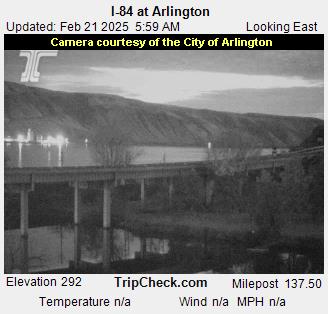 I-84 at Arlington
Updated: Feb 21 2025 5:59 AM Looking East
Camera courtesy of the City of Arlington
Elevation 292 TripCheck.com Milepost 137.50
Temperature n/a Wind n/a MPH n/a